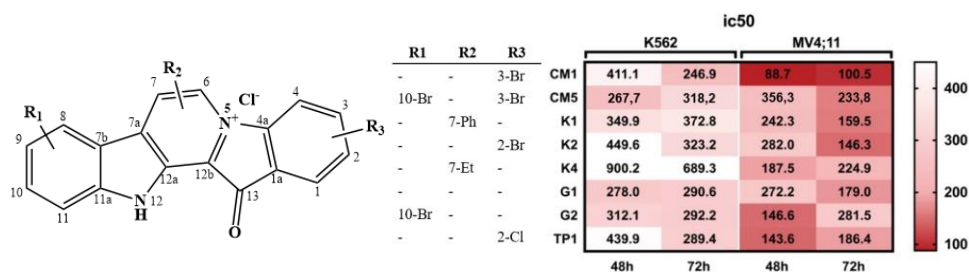 ic50
K562 MV4;11
R1 R2 R3
- - 3-Br CM1 411.1 246.9 88.7 100.5
10-Br - 3-Br CM5 267,7 318,2 356,3 233,8
- 7-Ph - K1 349.9 372.8 242.3 159.5
- - 2-Br K2 449.6 323.2 282.0 146.3
- 7-Et - K4 900.2 689.3 187.5 224.9
- - - G1 278.0 290.6 272.2 179.0
10-Br - - G2 312.1 292.2 146.6 281.5
- - 2-Cl TP1 439.9 289.4 143.6 186.4
48h 72h 48h 72h
400
300
200
100
R2
7 6
R1 8 7a 5 N+ Cl- 4
9 7b 4a 3
R3
10 12a 12b 1a 2
11a 12 13 1
11 N
H
O